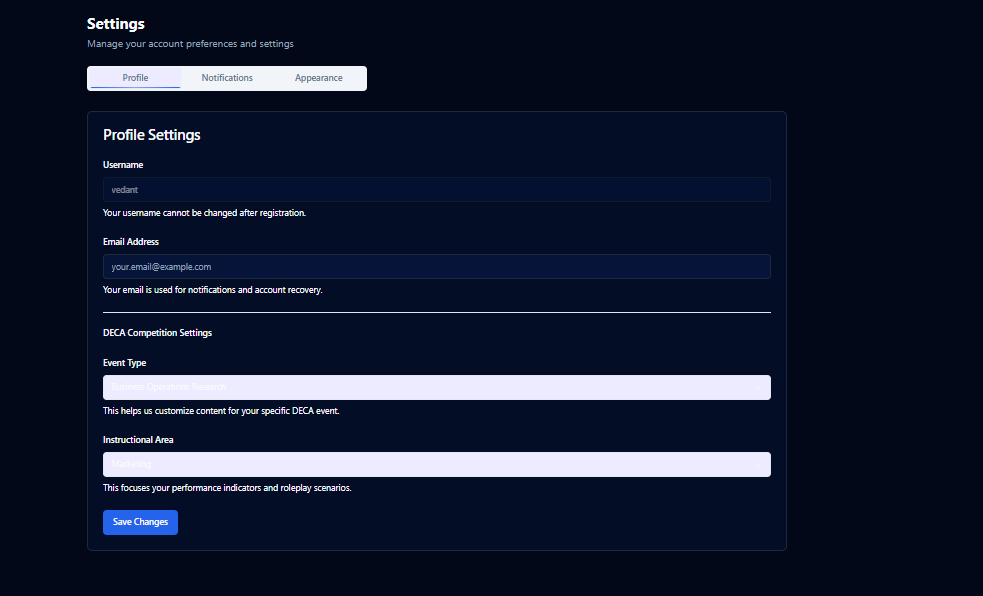 Settings
Manage your account preferences and settings
Profile
Notifications
Appearance
Profile Settings
Username
vedant
Your username cannot be changed after registration.
Email Address
your.email@example.com
Your email is used for notifications and account recovery.
DECA Competition Settings
Event Type
Business Operations Research
This helps us customize content for your specific DECA event.
Instructional Area
Marketing
This focuses your performance indicators and roleplay scenarios.
Save Changes